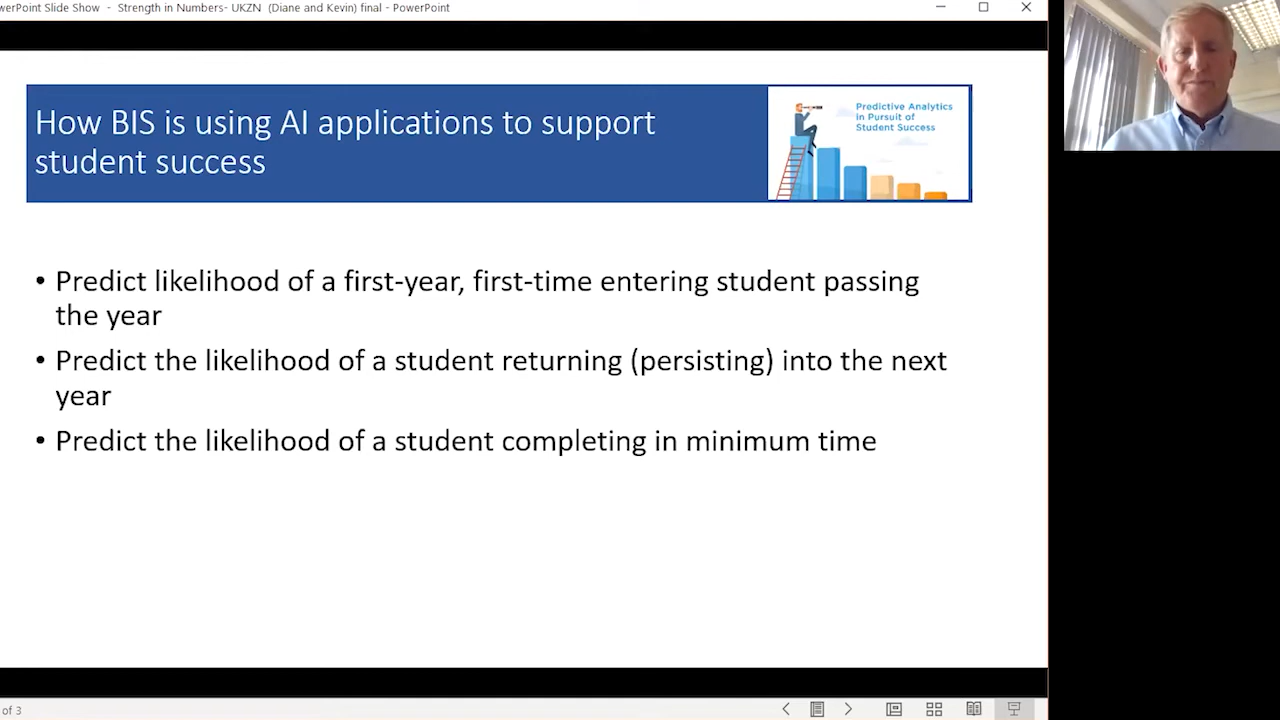 werPoint Slide Show - Strength in Numbers- UKZN (Diane and Kevin) final - PowerPoint
How BIS is using AI applications to support
student success
Predictive Analytics
in Pursuit of
Student Success
• Predict likelihood of a first-year, first-time entering student passing
the year
• Predict the likelihood of a student returning (persisting) into the next
year
• Predict the likelihood of a student completing in minimum time
of 3